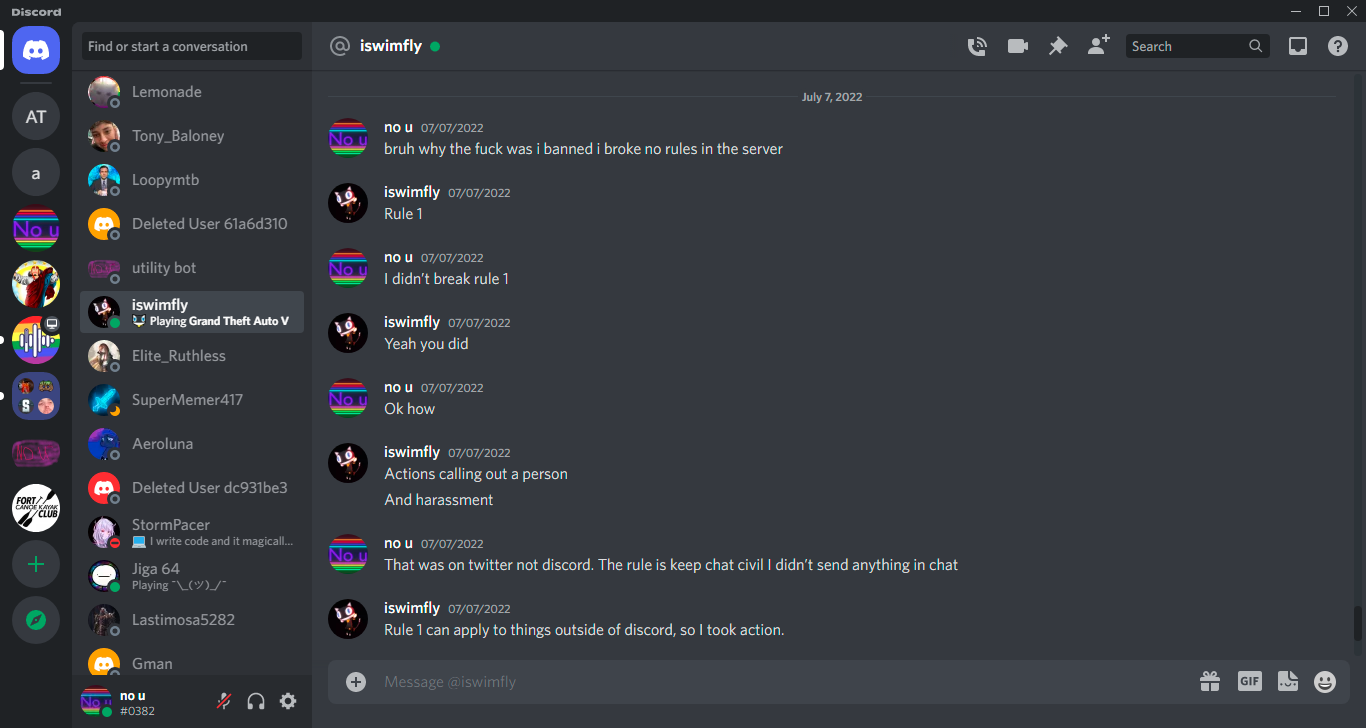 Discord
Find or start a conversation
AT
a
No u
FORT
CANOE KAYAK
CLUB
Lemonade
Tony_Baloney
Loopymtb
Deleted User 61a6d310
utility bot
iswimfly
Playing Grand Theft Auto V
Elite_Ruthless
SuperMemer417
Aeroluna
Deleted User dc931be3
StormPacer
💻 I write code and it magicall...
Jiga 64
Playing ¯\_(ツ)_/¯
Lastimosa5282
Gman
no u
#0382
@ iswimfly
Search
July 7, 2022
no u 07/07/2022
bruh why the fuck was i banned i broke no rules in the server
iswimfly 07/07/2022
Rule 1
no u 07/07/2022
I didn't break rule 1
iswimfly 07/07/2022
Yeah you did
no u 07/07/2022
Ok how
iswimfly 07/07/2022
Actions calling out a person
And harassment
no u 07/07/2022
That was on twitter not discord. The rule is keep chat civil I didn't send anything in chat
iswimfly 07/07/2022
Rule 1 can apply to things outside of discord, so I took action.
Message @iswimfly
GIF